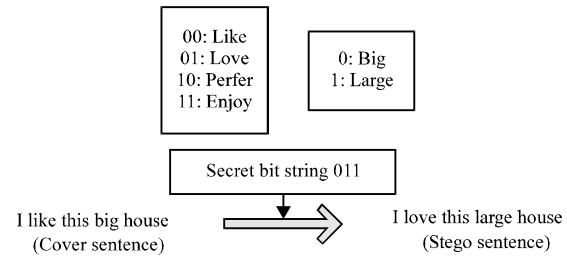 00: Like
01: Love
10: Perfer
11: Enjoy
0: Big
1: Large
Secret bit string 011
I like this big house
(Cover sentence)
I love this large house
(Stego sentence)